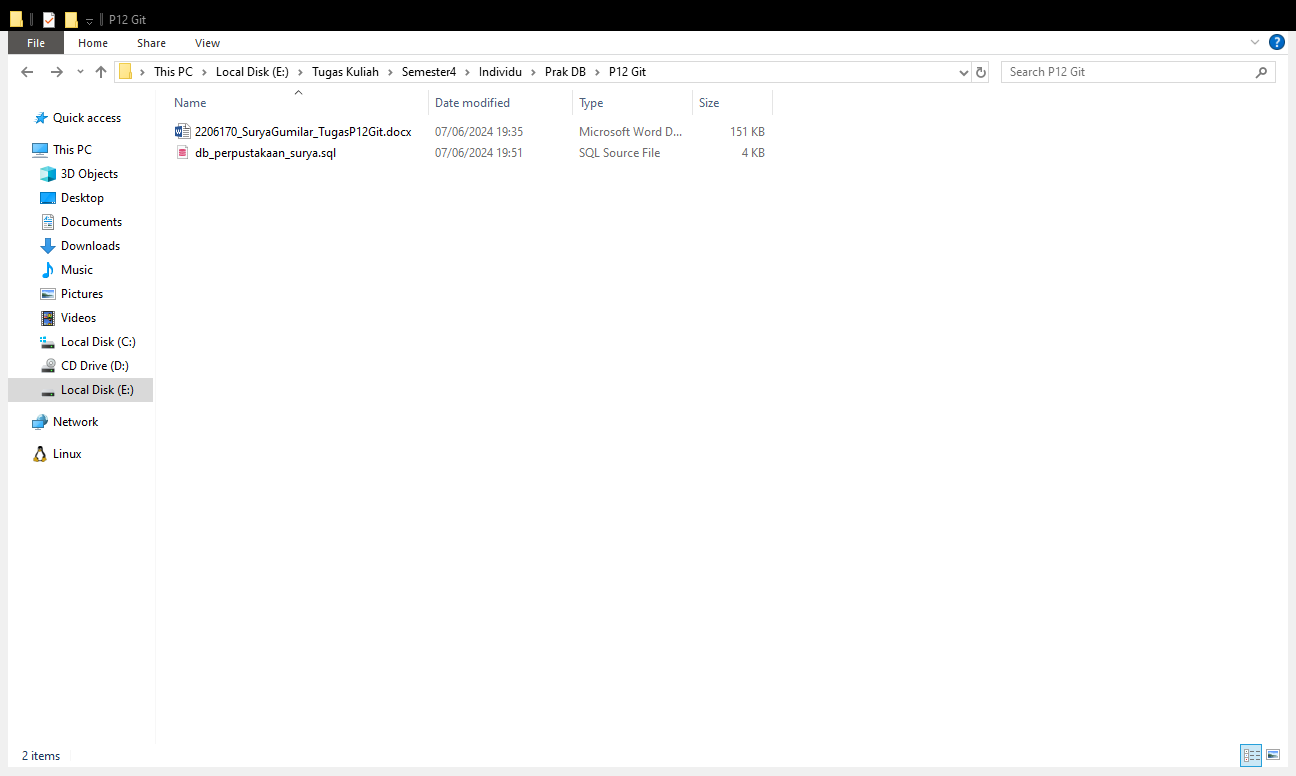 P12 Git
File Home Share View
This PC Local Disk (E:) Tugas Kuliah Semester4 Individu Prak DB P12 Git Search P12 Git
Name Date modified Type Size
2206170_SuryaGumilar_TugasP12Git.docx 07/06/2024 19:35 Microsoft Word D... 151 KB
db_perpustakaan_surya.sql 07/06/2024 19:51 SQL Source File 4 KB
Quick access
This PC
3D Objects
Desktop
Documents
Downloads
Music
Pictures
Videos
Local Disk (C:)
CD Drive (D:)
Local Disk (E:)
Network
Linux
2 items